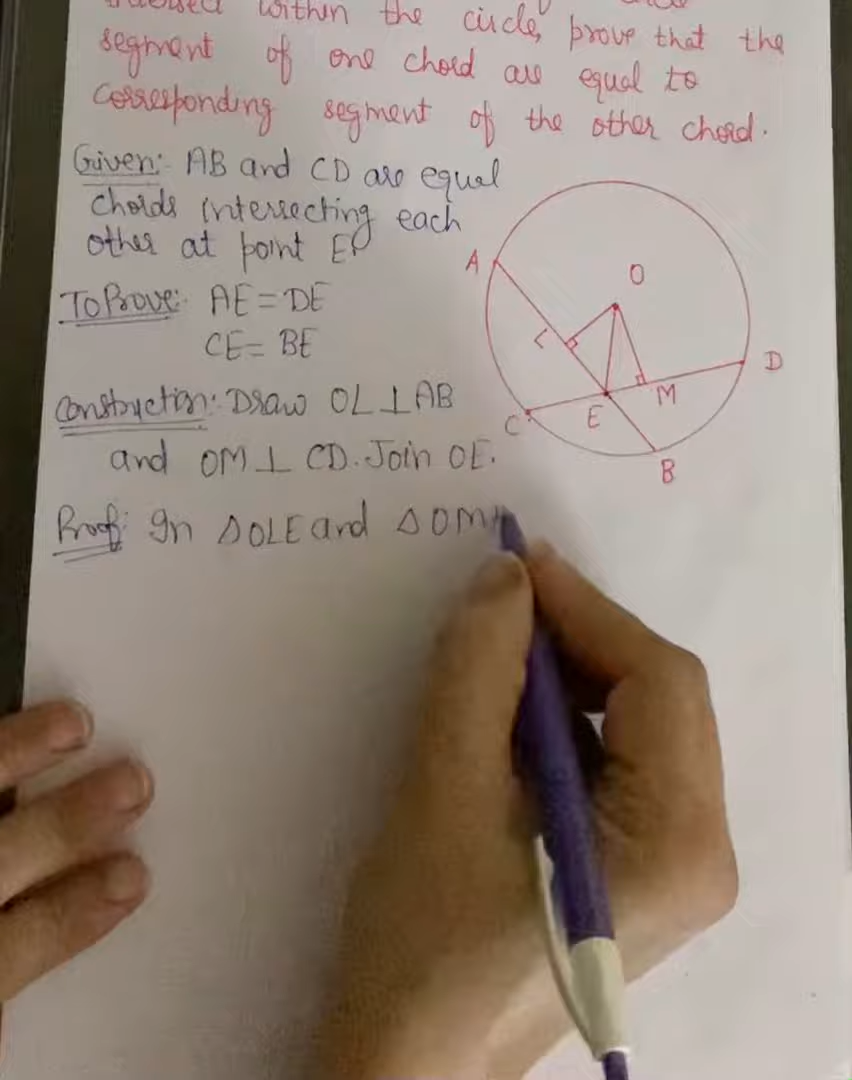 within the circle, prove that the
segment of one chord are equal to
corresponding segment of the other chord.
Given:- AB and CD are equal
chords intersecting each
other at point E.
To Prove:- AE = DE
CE = BE
Construction:- Draw OL ⊥ AB
and OM ⊥ CD. Join OE.
Proof:- In △OLE and △OM
A
O
L
D
M
E
C
B